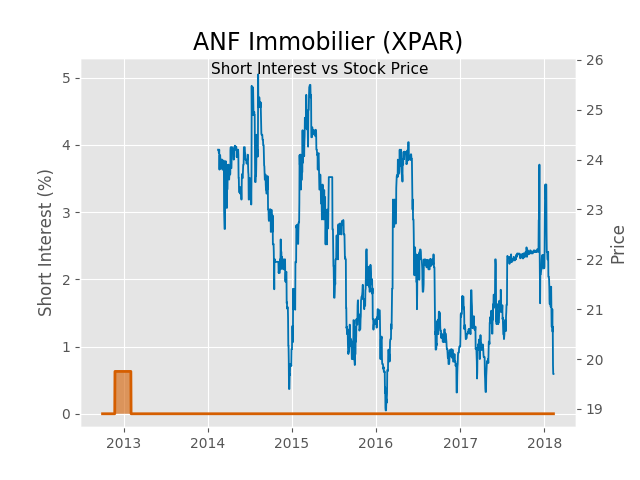 ANF Immobilier (XPAR)
Short Interest vs Stock Price
Short Interest (%)
5
4
3
2
1
0
26
25
24
23
22
21
20
19
Price
2013 2014 2015 2016 2017 2018